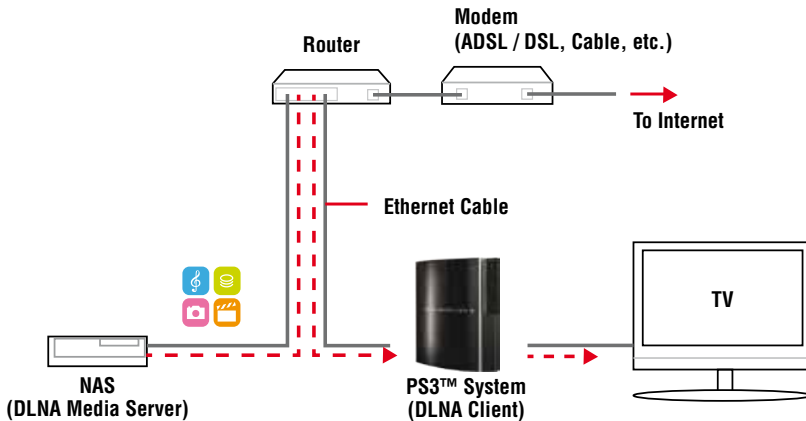 Modem
(ADSL / DSL, Cable, etc.)
Router
To Internet
Ethernet Cable
TV
NAS
(DLNA Media Server)
PS3™ System
(DLNA Client)